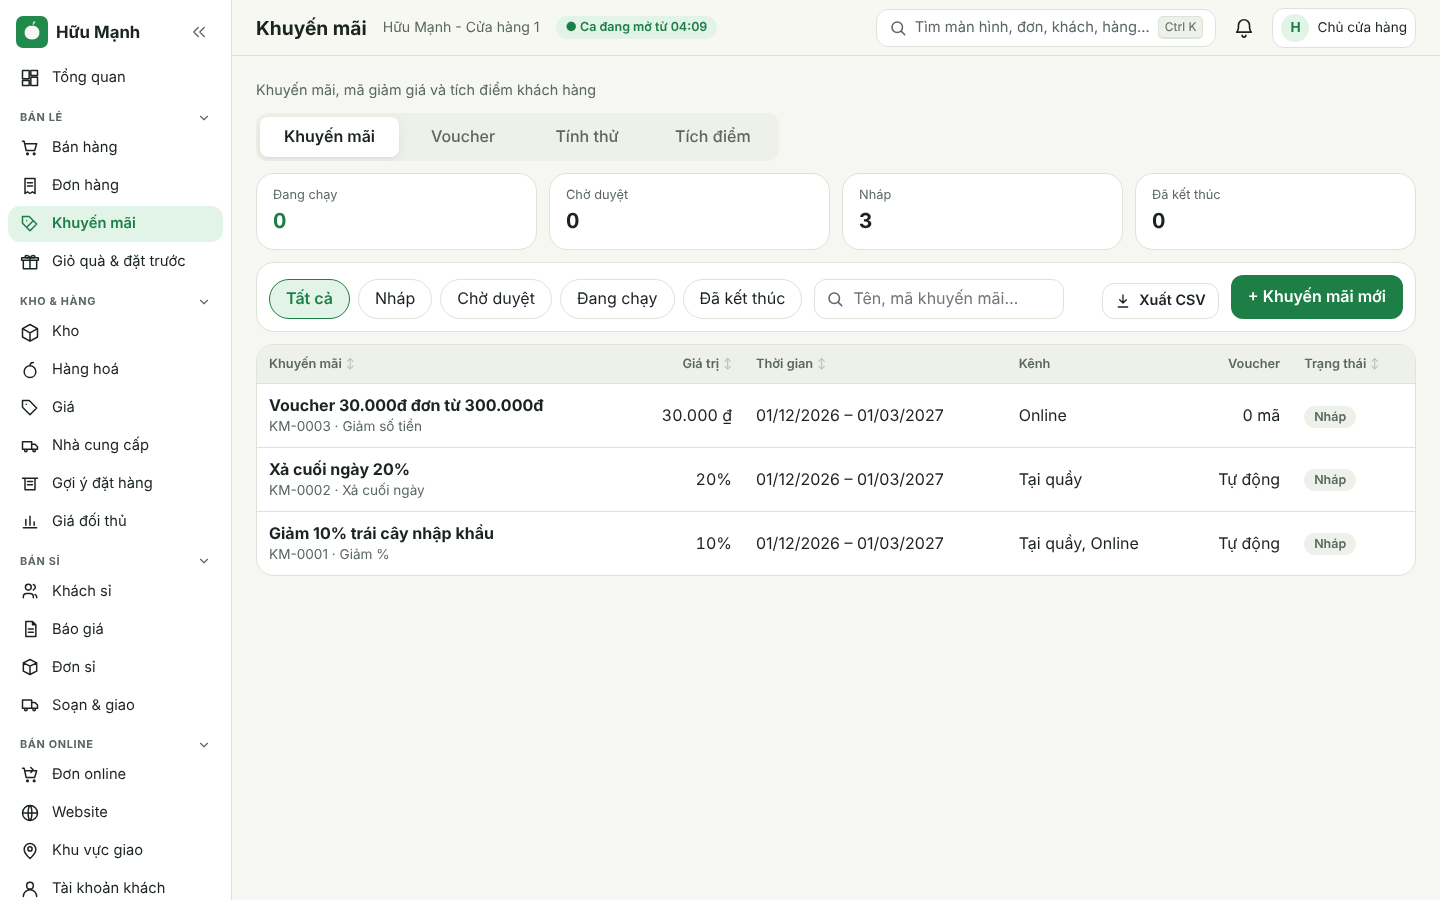 Hữu Mạnh
Tổng quan
BÁN LẺ
Bán hàng
Đơn hàng
Khuyến mãi
Giỏ quà & đặt trước
KHO & HÀNG
Kho
Hàng hoá
Giá
Nhà cung cấp
Gợi ý đặt hàng
Giá đối thủ
BÁN SỈ
Khách sỉ
Báo giá
Đơn sỉ
Soạn & giao
BÁN ONLINE
Đơn online
Website
Khu vực giao
Tài khoản khách
Khuyến mãi Hữu Mạnh - Cửa hàng 1 Ca đang mở từ 04:09 Tìm màn hình, đơn, khách, hàng... Ctrl K H Chủ cửa hàng
Khuyến mãi, mã giảm giá và tích điểm khách hàng
Khuyến mãi Voucher Tính thử Tích điểm
Đang chạy Chờ duyệt Nháp Đã kết thúc
0 0 3 0
Tất cả Nháp Chờ duyệt Đang chạy Đã kết thúc Tên, mã khuyến mãi... Xuất CSV + Khuyến mãi mới
Khuyến mãi Giá trị Thời gian Kênh Voucher Trạng thái
Voucher 30.000đ đơn từ 300.000đ
KM-0003 · Giảm số tiền
30.000 ₫ 01/12/2026 – 01/03/2027 Online 0 mã Nháp
Xả cuối ngày 20%
KM-0002 · Xả cuối ngày
20% 01/12/2026 – 01/03/2027 Tại quầy Tự động Nháp
Giảm 10% trái cây nhập khẩu
KM-0001 · Giảm %
10% 01/12/2026 – 01/03/2027 Tại quầy, Online Tự động Nháp